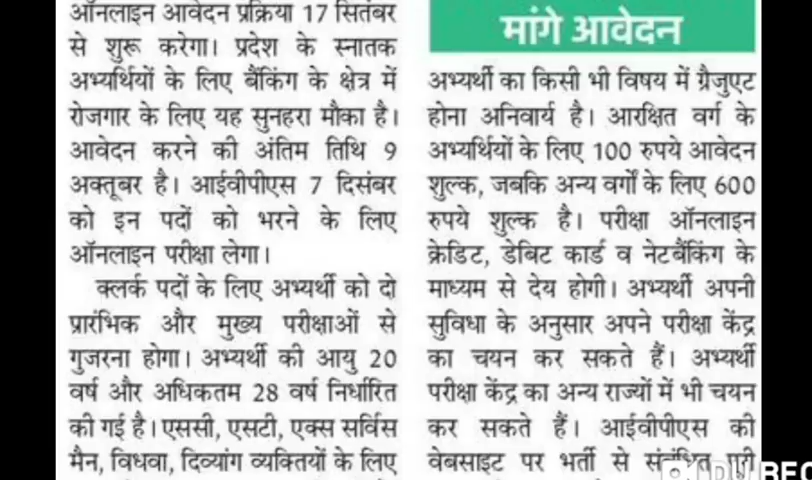 ऑनलाइन आवेदन प्रक्रिया 17 सितंबर
से शुरू करेगा। प्रदेश के स्नातक
अभ्यर्थियों के लिए बैंकिंग के क्षेत्र में
रोजगार के लिए यह सुनहरा मौका है।
आवेदन करने की अंतिम तिथि 9
अक्तूबर है। आईवीपीएस 7 दिसंबर
को इन पदों को भरने के लिए
ऑनलाइन परीक्षा लेगा।
क्लर्क पदों के लिए अभ्यर्थी को दो
प्रारंभिक और मुख्य परीक्षाओं से
गुजरना होगा। अभ्यर्थी की आयु 20
वर्ष और अधिकतम 28 वर्ष निर्धारित
की गई है। एससी, एसटी, एक्स सर्विस
मैन, विधवा, दिव्यांग व्यक्तियों के लिए
मांगे आवेदन
अभ्यर्थी का किसी भी विषय में ग्रैजुएट
होना अनिवार्य है। आरक्षित वर्ग के
अभ्यर्थियों के लिए 100 रुपये आवेदन
शुल्क, जबकि अन्य वर्गों के लिए 600
रुपये शुल्क है। परीक्षा ऑनलाइन
क्रेडिट, डेबिट कार्ड व नेटबैंकिंग के
माध्यम से देय होगी। अभ्यर्थी अपनी
सुविधा के अनुसार अपने परीक्षा केंद्र
का चयन कर सकते हैं। अभ्यर्थी
परीक्षा केंद्र का अन्य राज्यों में भी चयन
कर सकते हैं। आईवीपीएस की
वेबसाइट पर भर्ती से संबंधित पूरी